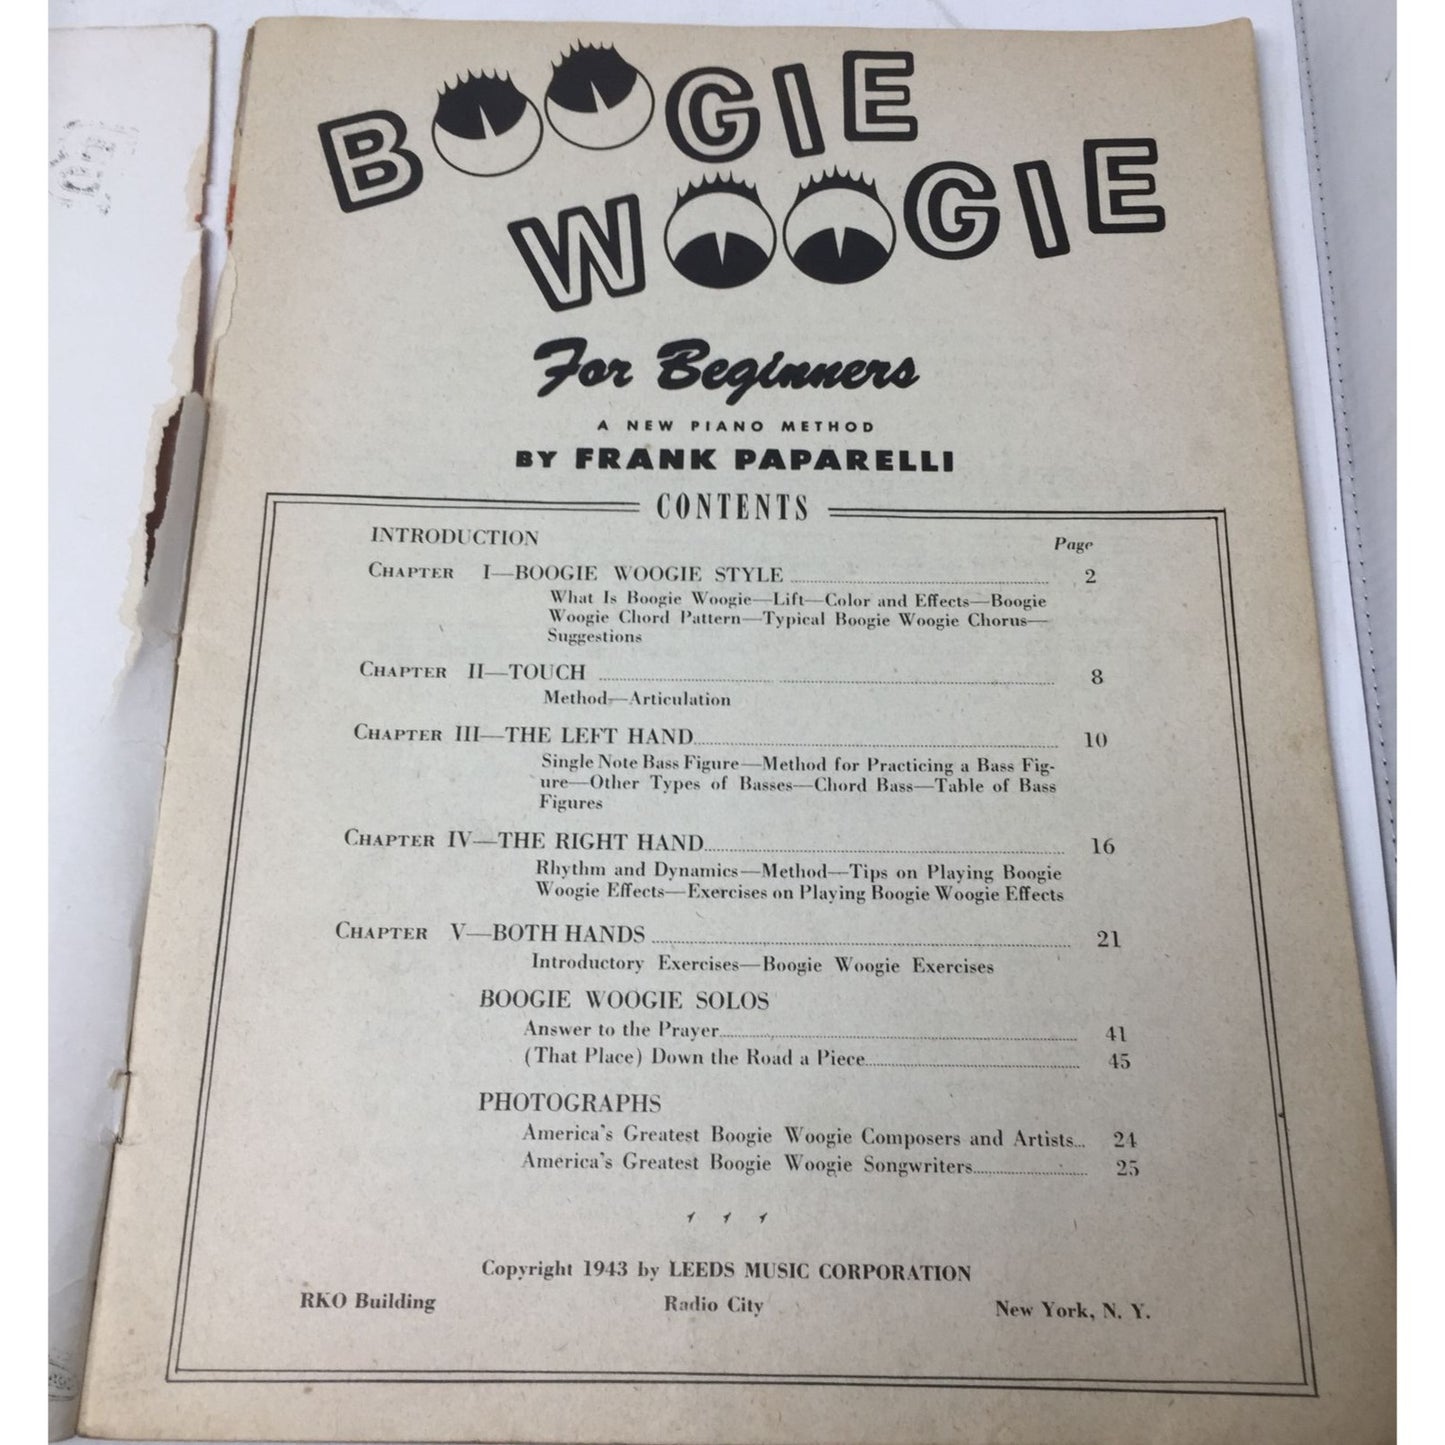 BOOGIE
WOOGIE
For Beginners
A NEW PIANO METHOD
BY FRANK PAPARELLI
CONTENTS
INTRODUCTION
Page
CHAPTER I—BOOGIE WOOGIE STYLE 2
What Is Boogie Woogie—Lift—Color and Effects—Boogie
Woogie Chord Pattern—Typical Boogie Woogie Chorus—
Suggestions
CHAPTER II—TOUCH 8
Method—Articulation
CHAPTER III—THE LEFT HAND 10
Single Note Bass Figure—Method for Practicing a Bass Fig-
ure—Other Types of Basses—Chord Bass—Table of Bass
Figures
CHAPTER IV—THE RIGHT HAND 16
Rhythm and Dynamics—Method—Tips on Playing Boogie
Woogie Effects—Exercises on Playing Boogie Woogie Effects
CHAPTER V—BOTH HANDS 21
Introductory Exercises—Boogie Woogie Exercises
BOOGIE WOOGIE SOLOS
Answer to the Prayer 41
(That Place) Down the Road a Piece 45
PHOTOGRAPHS
America's Greatest Boogie Woogie Composers and Artists 24
America's Greatest Boogie Woogie Songwriters 25
Copyright 1943 by LEEDS MUSIC CORPORATION
RKO Building Radio City New York, N. Y.